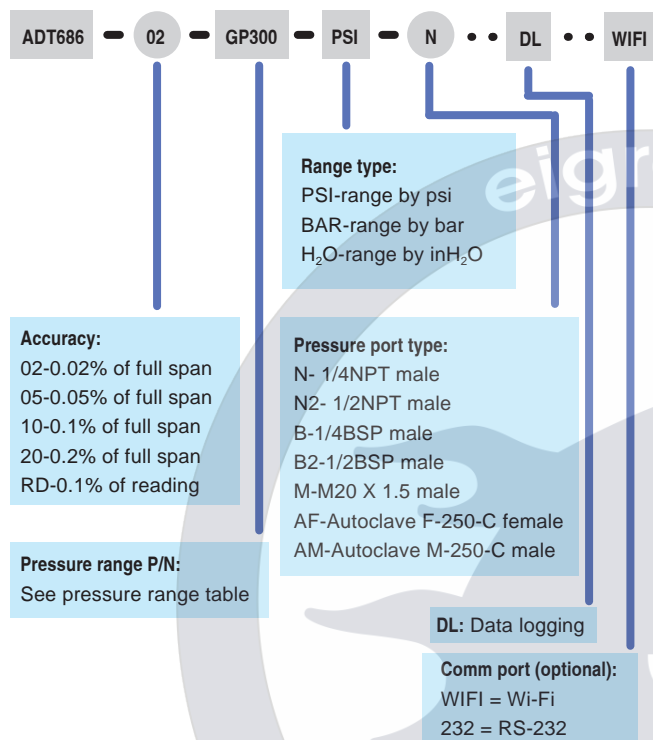 ADT686 – 02 – GP300 – PSI – N • • DL • • WIFI
Range type:
PSI-range by psi
BAR-range by bar
H₂O-range by inH₂O
Accuracy:
02-0.02% of full span
05-0.05% of full span
10-0.1% of full span
20-0.2% of full span
RD-0.1% of reading
Pressure port type:
N- 1/4NPT male
N2- 1/2NPT male
B-1/4BSP male
B2-1/2BSP male
M-M20 X 1.5 male
AF-Autoclave F-250-C female
AM-Autoclave M-250-C male
Pressure range P/N:
See pressure range table
DL: Data logging
Comm port (optional):
WIFI = Wi-Fi
232 = RS-232